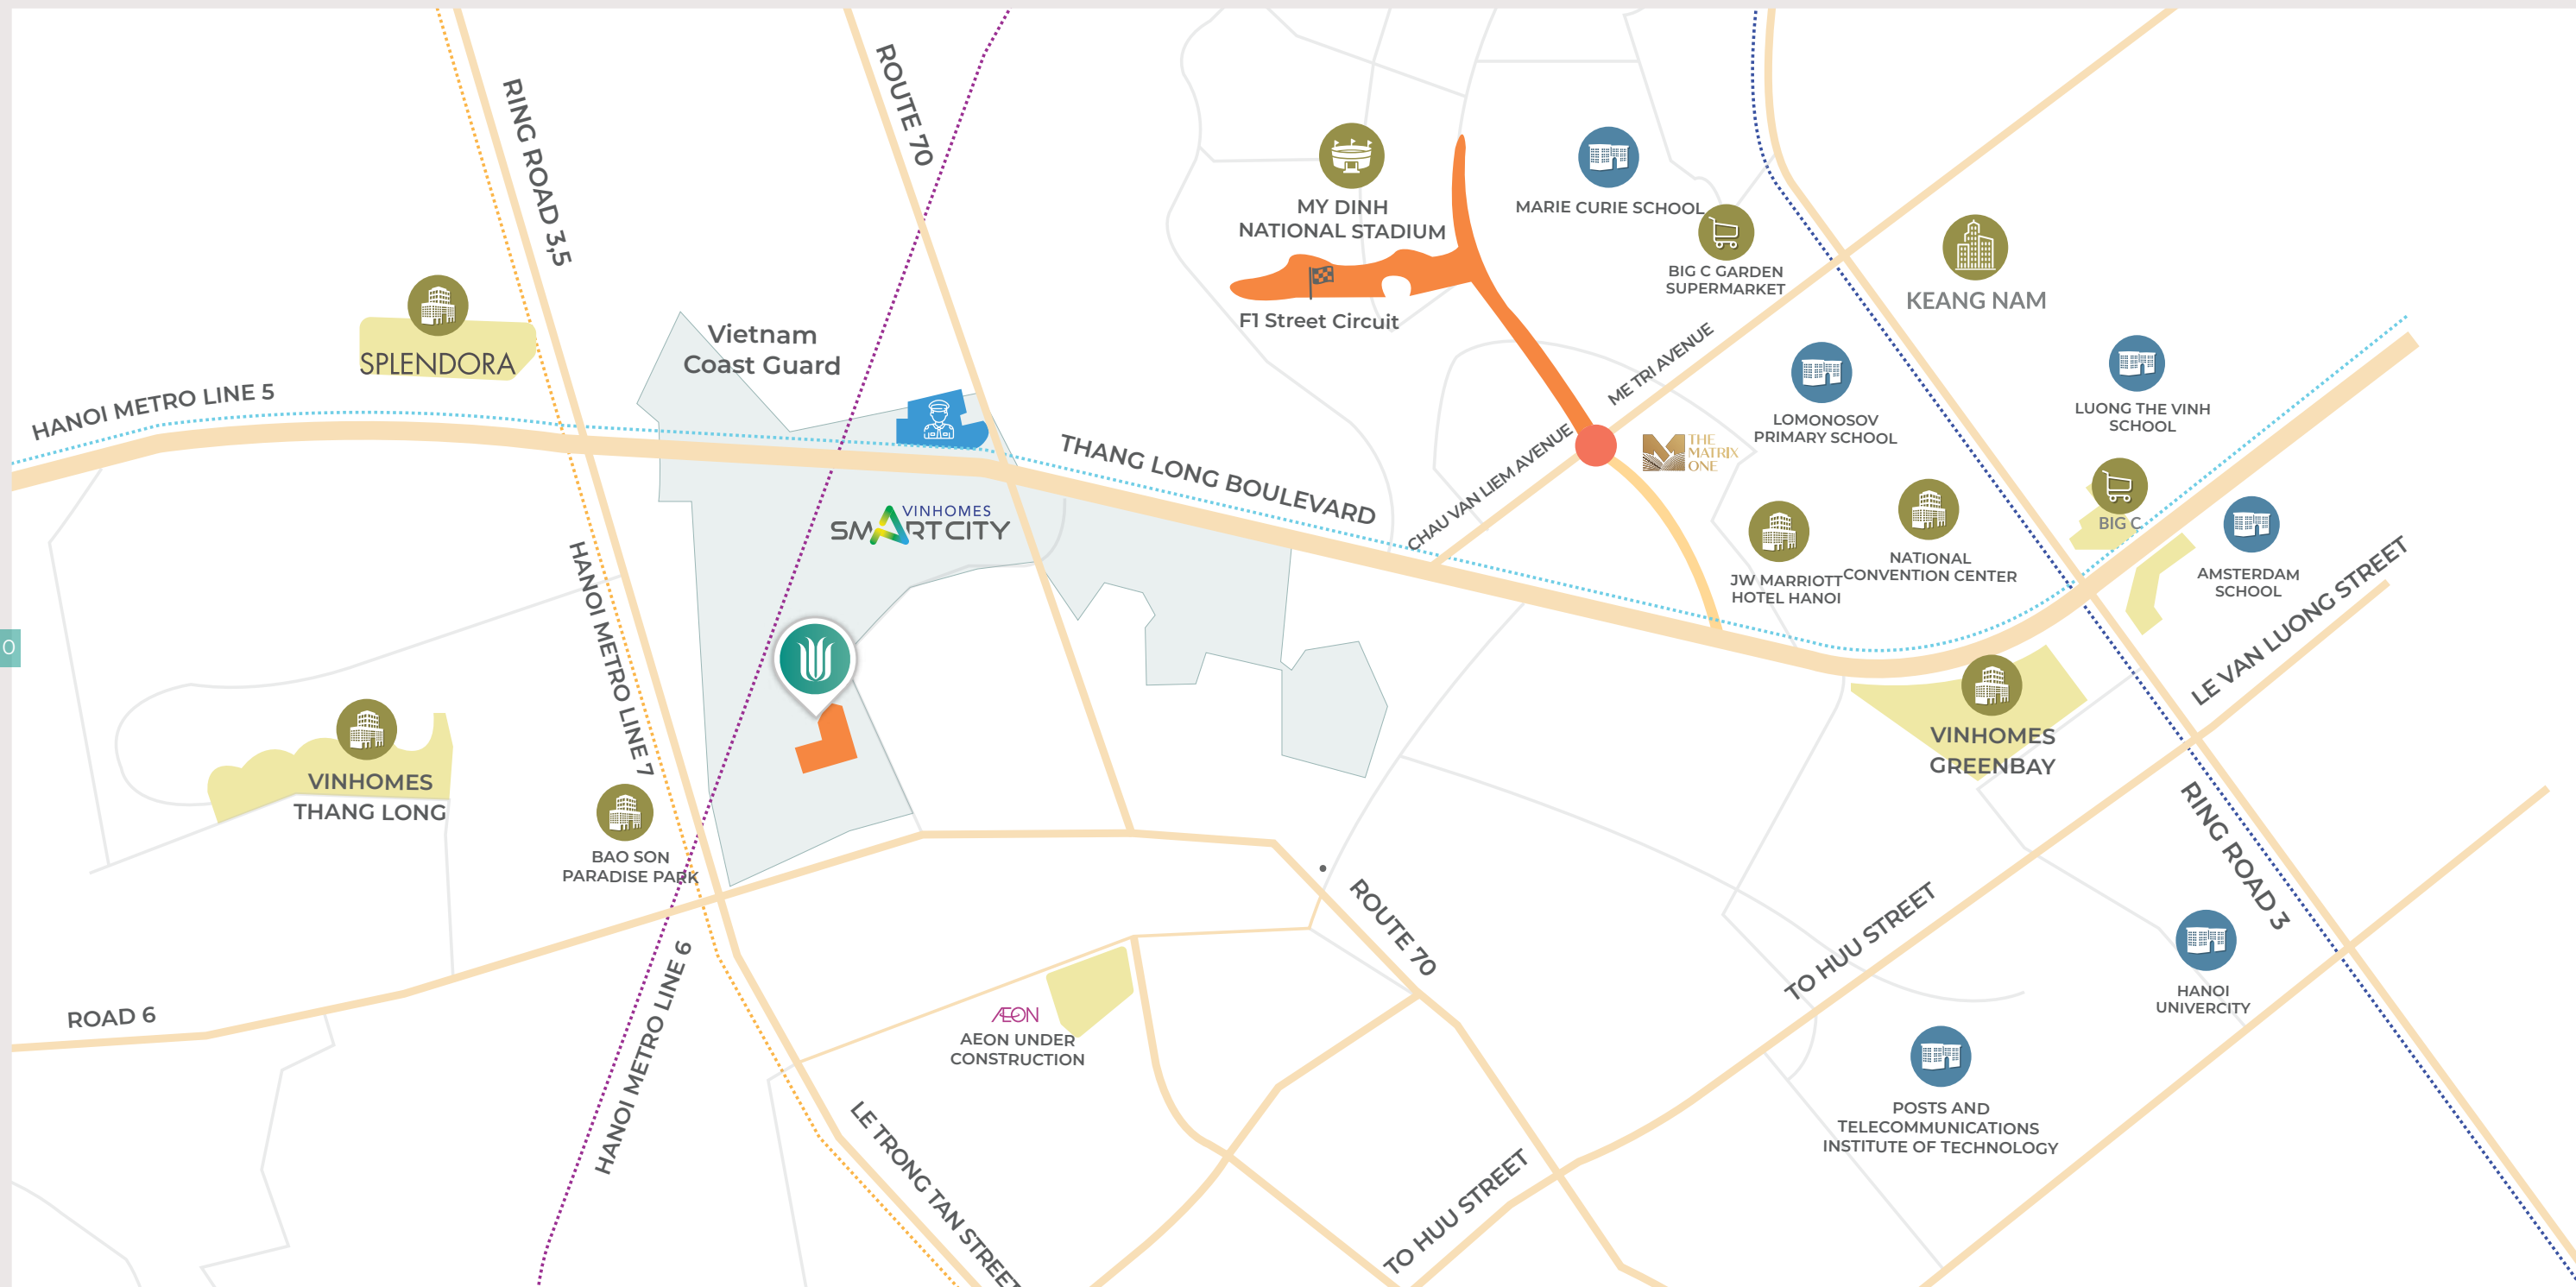 RING ROAD 3,5
ROUTE 70
MY DINH
NATIONAL STADIUM
F1 Street Circuit
MARIE CURIE SCHOOL
BIG C GARDEN
SUPERMARKET
KEANG NAM
SPLENDORA
Vietnam
Coast Guard
HANOI METRO LINE 5
THANG LONG BOULEVARD
ME TRI AVENUE
CHAU VAN LIEM AVENUE
THE
MATRIX
ONE
LOMONOSOV
PRIMARY SCHOOL
LUONG THE VINH
SCHOOL
VINHOMES
SMARTCITY
JW MARRIOTT
HOTEL HANOI
NATIONAL
CONVENTION CENTER
BIG C
AMSTERDAM
SCHOOL
LE VAN LUONG STREET
HANOI METRO LINE 7
0
VINHOMES
THANG LONG
VINHOMES
GREENBAY
BAO SON
PARADISE PARK
RING ROAD 3
ROUTE 70
TO HUU STREET
HANOI
UNIVERCITY
ROAD 6
HANOI METRO LINE 6
AEON
AEON UNDER
CONSTRUCTION
POSTS AND
TELECOMMUNICATIONS
INSTITUTE OF TECHNOLOGY
LE TRONG TAN STREET
TO HUU STREET